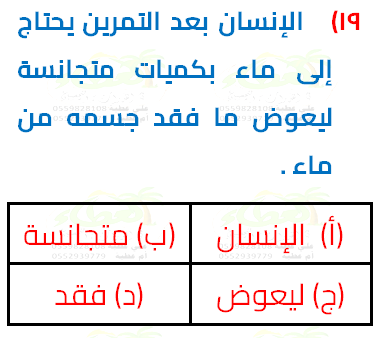 ١٩) الإنسان بعد التمرين يحتاج
إلى ماء بكميات متجانسة
ليعوض ما فقد جسمه من
ماء .
(أ) الإنسان
(ب) متجانسة
(ج) ليعوض
(د) فقد